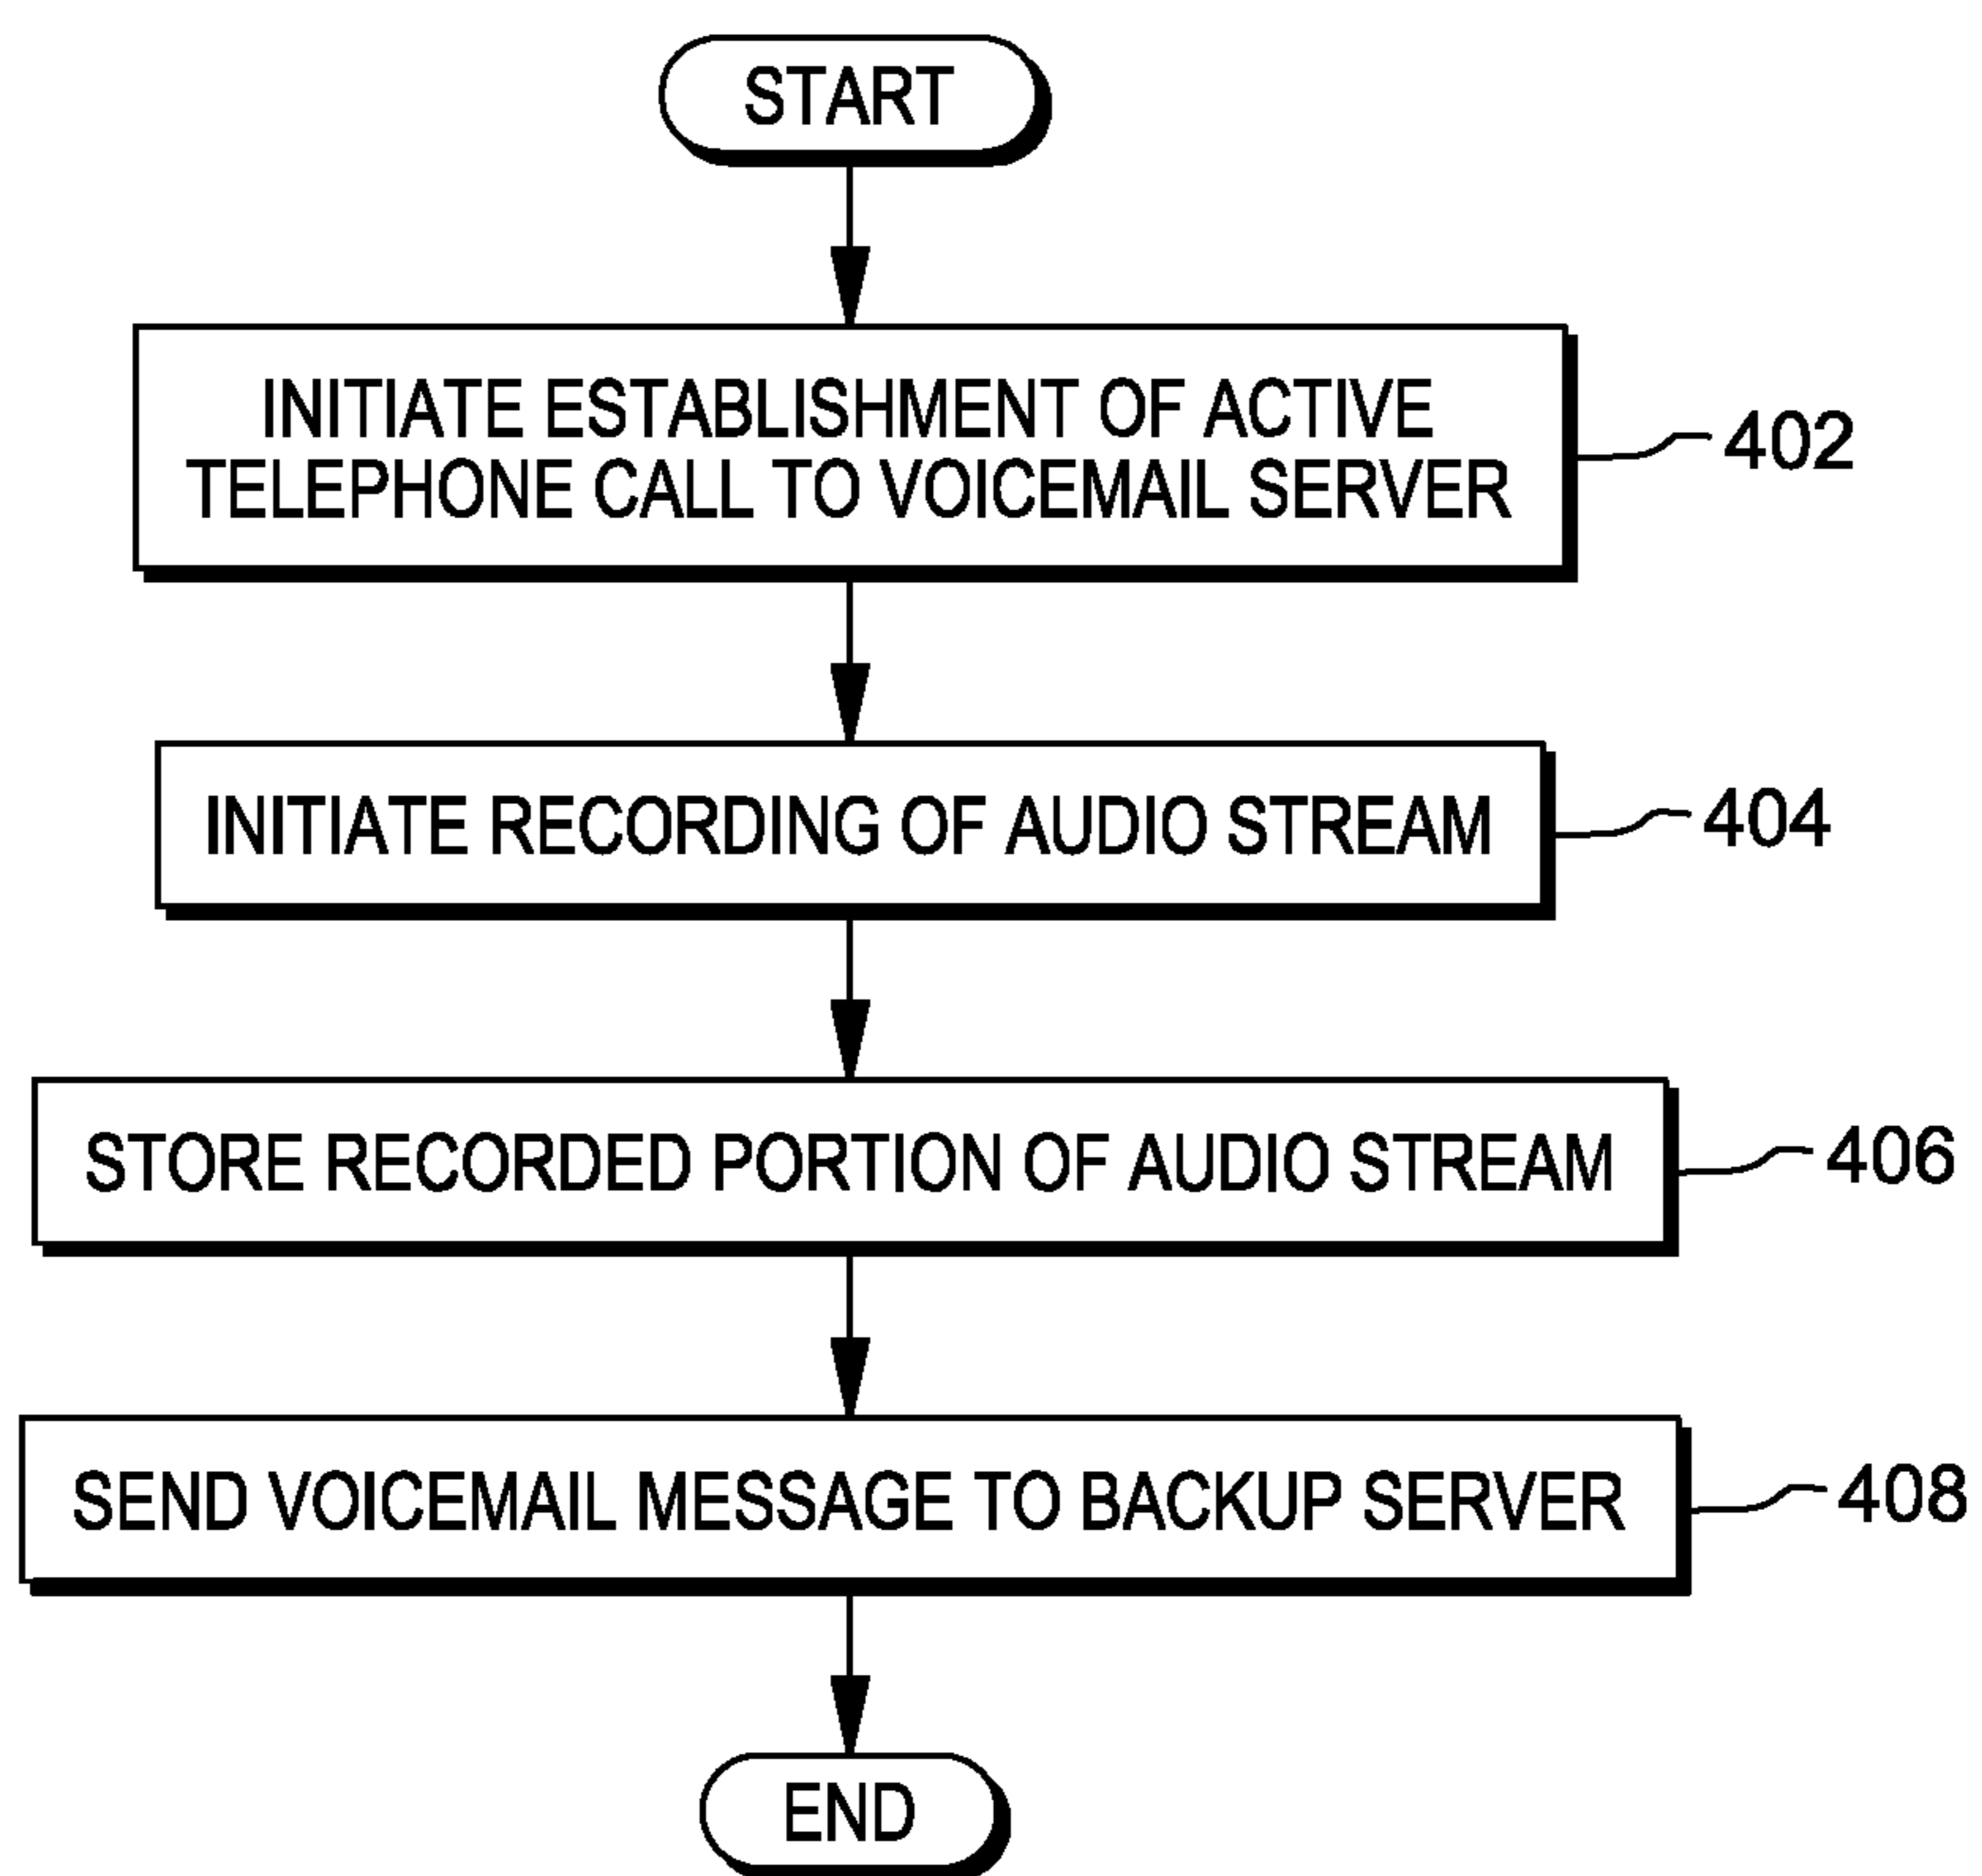 START
INITIATE ESTABLISHMENT OF ACTIVE
TELEPHONE CALL TO VOICEMAIL SERVER
402
INITIATE RECORDING OF AUDIO STREAM
404
STORE RECORDED PORTION OF AUDIO STREAM
406
SEND VOICEMAIL MESSAGE TO BACKUP SERVER
408
END